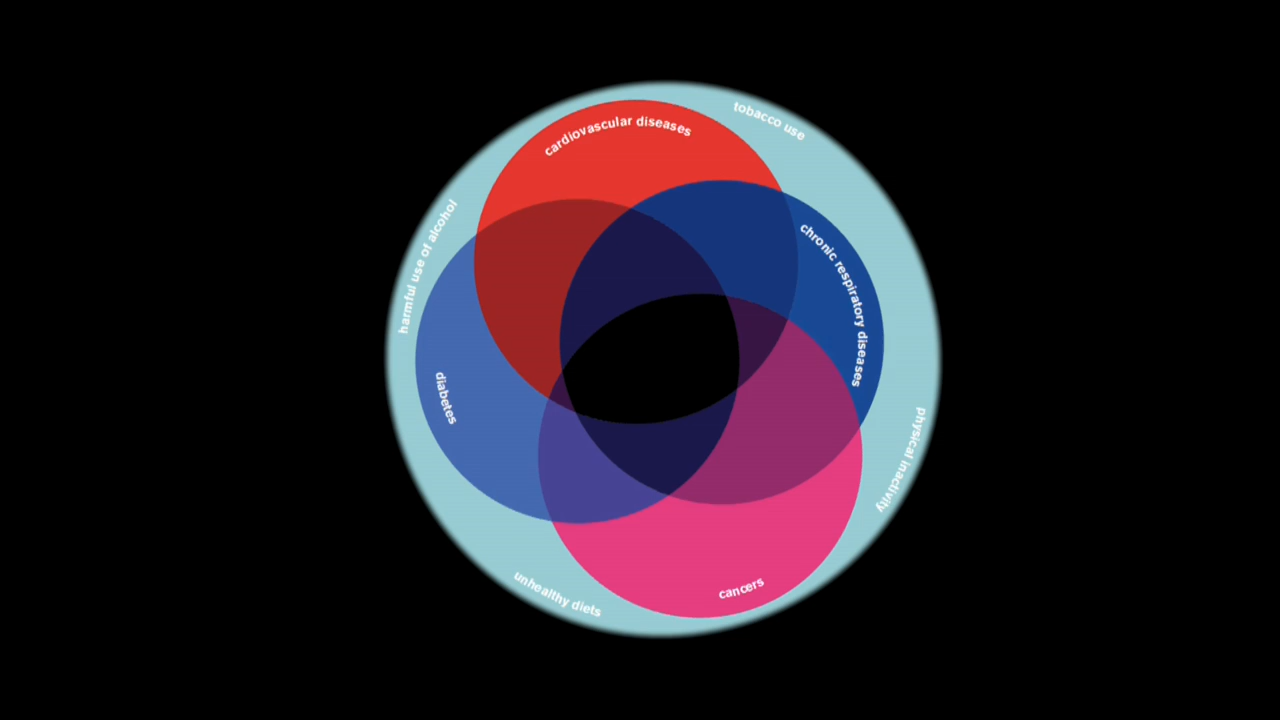 tobacco use
cardiovascular diseases
harmful use of alcohol
chronic respiratory diseases
diabetes
physical inactivity
unhealthy diets
cancers